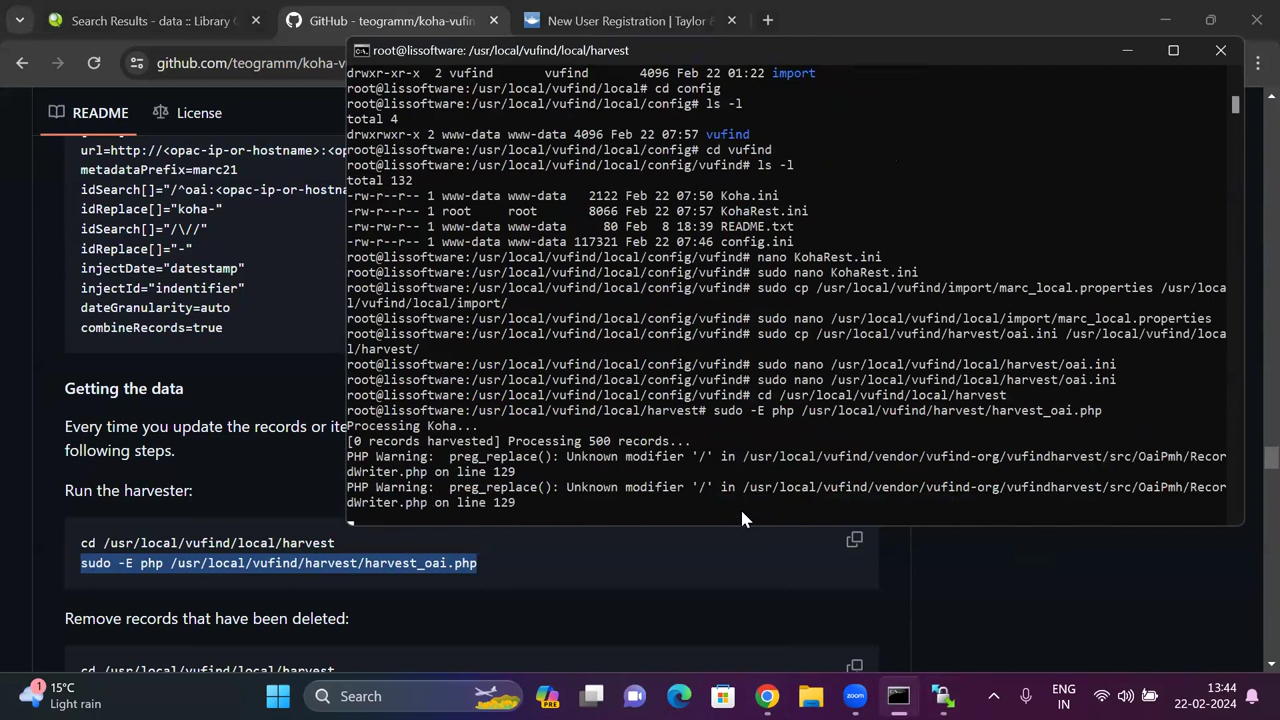 Search Results - data :: Library C
GitHub - teogramm/koha-vufin
New User Registration | Taylor &
github.com/teogramm/koha-v
root@lissoftware: /usr/local/vufind/local/harvest
README
License
url=http://<opac-ip-or-hostname>:<o
metadataPrefix=marc21
idSearch[]="/^oai:<opac-ip-or-hostna
idReplace[]="koha-"
idSearch[]="/\//"
idReplace[]="-"
injectDate="datestamp"
injectId="indentifier"
dateGranularity=auto
combineRecords=true
Getting the data
Every time you update the records or ite
following steps.
Run the harvester:
cd /usr/local/vufind/local/harvest
sudo -E php /usr/local/vufind/harvest/harvest_oai.php
Remove records that have been deleted:
cd /usr/local/vufind/local/harvest
drwxr-xr-x 2 vufind vufind 4096 Feb 22 01:22 import
root@lissoftware:/usr/local/vufind/local# cd config
root@lissoftware:/usr/local/vufind/local/config# ls -l
total 4
drwxrwxr-x 2 www-data www-data 4096 Feb 22 07:57 vufind
root@lissoftware:/usr/local/vufind/local/config# cd vufind
root@lissoftware:/usr/local/vufind/local/config/vufind# ls -l
total 132
-rw-r--r-- 1 www-data www-data 2122 Feb 22 07:50 Koha.ini
-rw-r--r-- 1 root root 8066 Feb 22 07:57 KohaRest.ini
-rw-r--r-- 1 www-data www-data 80 Feb 8 18:39 README.txt
-rw-r--r-- 1 www-data www-data 117321 Feb 22 07:46 config.ini
root@lissoftware:/usr/local/vufind/local/config/vufind# nano KohaRest.ini
root@lissoftware:/usr/local/vufind/local/config/vufind# sudo nano KohaRest.ini
root@lissoftware:/usr/local/vufind/local/config/vufind# sudo cp /usr/local/vufind/import/marc_local.properties /usr/loca
l/vufind/local/import/
root@lissoftware:/usr/local/vufind/local/config/vufind# sudo nano /usr/local/vufind/local/import/marc_local.properties
root@lissoftware:/usr/local/vufind/local/config/vufind# sudo cp /usr/local/vufind/harvest/oai.ini /usr/local/vufind/loca
l/harvest/
root@lissoftware:/usr/local/vufind/local/config/vufind# sudo nano /usr/local/vufind/local/harvest/oai.ini
root@lissoftware:/usr/local/vufind/local/config/vufind# sudo nano /usr/local/vufind/local/harvest/oai.ini
root@lissoftware:/usr/local/vufind/local/config/vufind# cd /usr/local/vufind/local/harvest
root@lissoftware:/usr/local/vufind/local/harvest# sudo -E php /usr/local/vufind/harvest/harvest_oai.php
Processing Koha...
[0 records harvested] Processing 500 records...
PHP Warning: preg_replace(): Unknown modifier '/' in /usr/local/vufind/vendor/vufind-org/vufindharvest/src/OaiPmh/Recor
dWriter.php on line 129
PHP Warning: preg_replace(): Unknown modifier '/' in /usr/local/vufind/vendor/vufind-org/vufindharvest/src/OaiPmh/Recor
dWriter.php on line 129
1
15°C
Light rain
Search
PRE
zoom
ENG
IN
13:44
22-02-2024